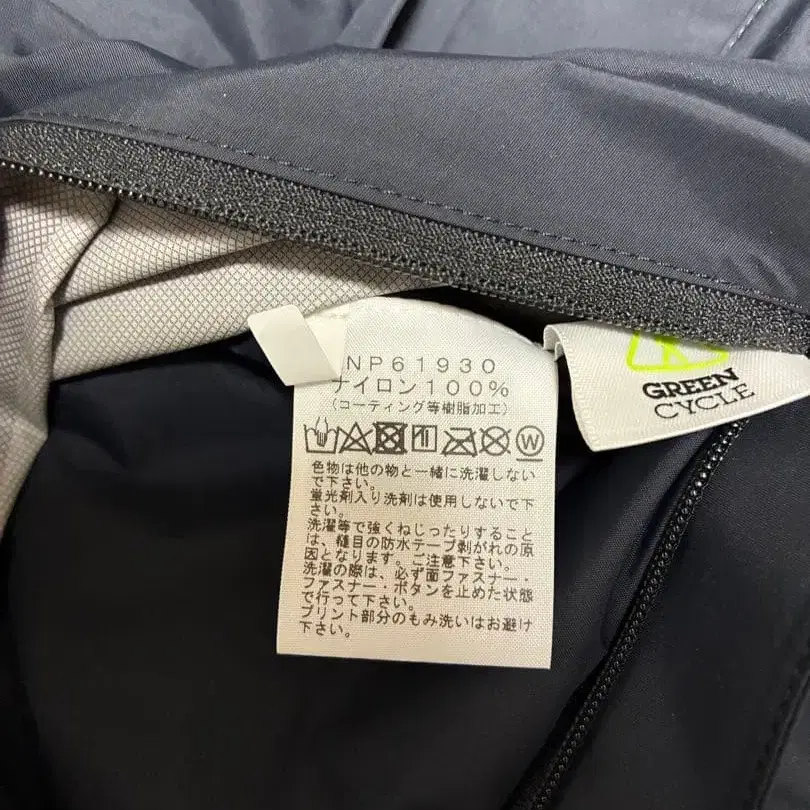 NP61930
ナイロン100%
(コーティング等樹脂加工)
W
色物は他の物と一緒に洗濯しない
で下さい。
蛍光剤入り洗剤は使用しないで下
さい。
洗濯等で強くねじったりすること
は、縫目の防水テープ剥がれの原
因となります。ご注意下さい。
洗濯の際は、必ず面ファスナー・
ファスナー・ボタンを止めた状態
で行って下さい。
プリント部分のもみ洗いはお避け
下さい。
GREEN
CYCLE